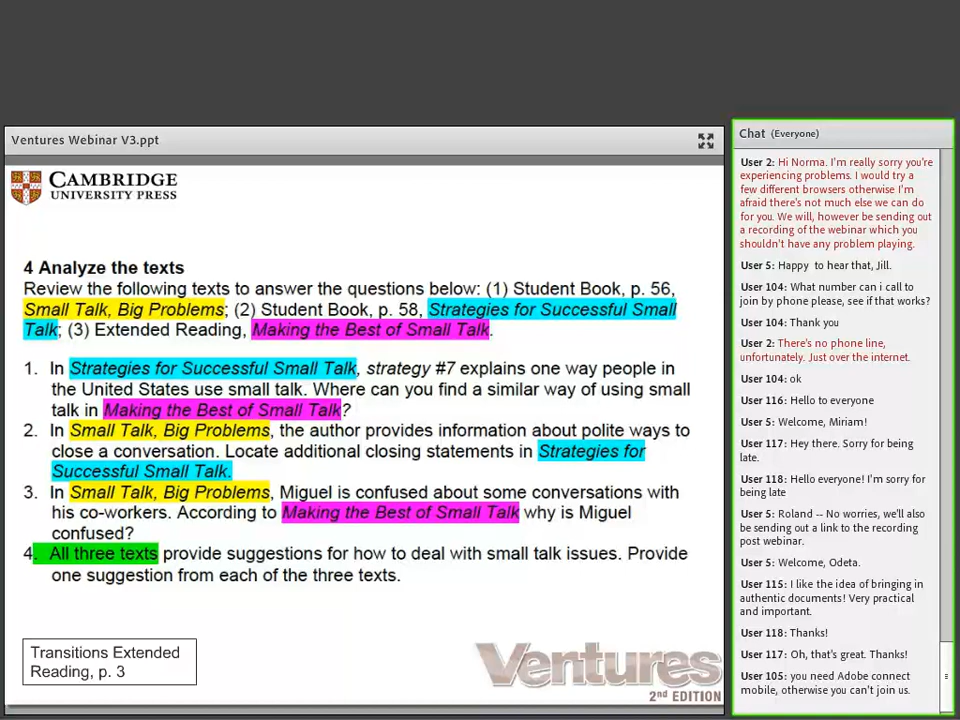 Ventures Webinar V3.ppt
CAMBRIDGE
UNIVERSITY PRESS
4 Analyze the texts
Review the following texts to answer the questions below: (1) Student Book, p. 56,
Small Talk, Big Problems; (2) Student Book, p. 58, Strategies for Successful Small
Talk; (3) Extended Reading, Making the Best of Small Talk.
1. In Strategies for Successful Small Talk, strategy #7 explains one way people in
the United States use small talk. Where can you find a similar way of using small
talk in Making the Best of Small Talk?
2. In Small Talk, Big Problems, the author provides information about polite ways to
close a conversation. Locate additional closing statements in Strategies for
Successful Small Talk.
3. In Small Talk, Big Problems, Miguel is confused about some conversations with
his co-workers. According to Making the Best of Small Talk why is Miguel
confused?
4. All three texts provide suggestions for how to deal with small talk issues. Provide
one suggestion from each of the three texts.
Transitions Extended
Reading, p. 3
Ventures
2nd EDITION
Chat (Everyone)
User 2: Hi Norma. I'm really sorry you're
experiencing problems. I would try a
few different browsers otherwise I'm
afraid there's not much else we can do
for you. We will, however be sending out
a recording of the webinar which you
shouldn't have any problem playing.
User 5: Happy to hear that, Jill.
User 104: What number can i call to
join by phone please, see if that works?
User 104: Thank you
User 2: There's no phone line,
unfortunately. Just over the internet.
User 104: ok
User 116: Hello to everyone
User 5: Welcome, Miriam!
User 117: Hey there. Sorry for being
late.
User 118: Hello everyone! I'm sorry for
being late
User 5: Roland -- No worries, we'll also
be sending out a link to the recording
post webinar.
User 5: Welcome, Odeta.
User 115: I like the idea of bringing in
authentic documents! Very practical
and important.
User 118: Thanks!
User 117: Oh, that's great. Thanks!
User 105: you need Adobe connect
mobile, otherwise you can't join us.